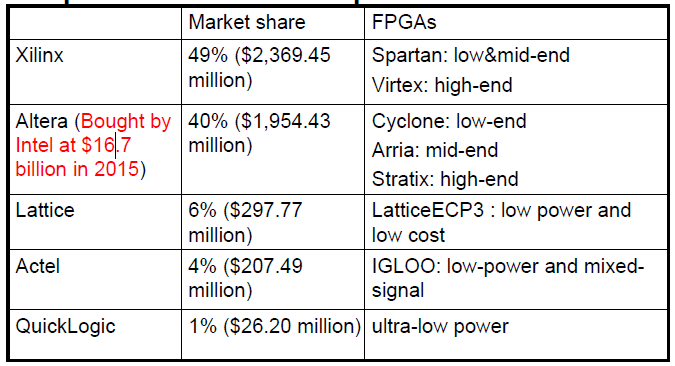 Market share
FPGAs
Xilinx
49% ($2,369.45
million)
Spartan: low&mid-end
Virtex: high-end
Altera (Bought by
Intel at $16.7
billion in 2015)
40% ($1,954.43
million)
Cyclone: low-end
Arria: mid-end
Stratix: high-end
Lattice
6% ($297.77
million)
LatticeECP3 : low power and
low cost
Actel
4% ($207.49
million)
IGLOO: low-power and mixed-
signal
QuickLogic
1% ($26.20 million)
ultra-low power